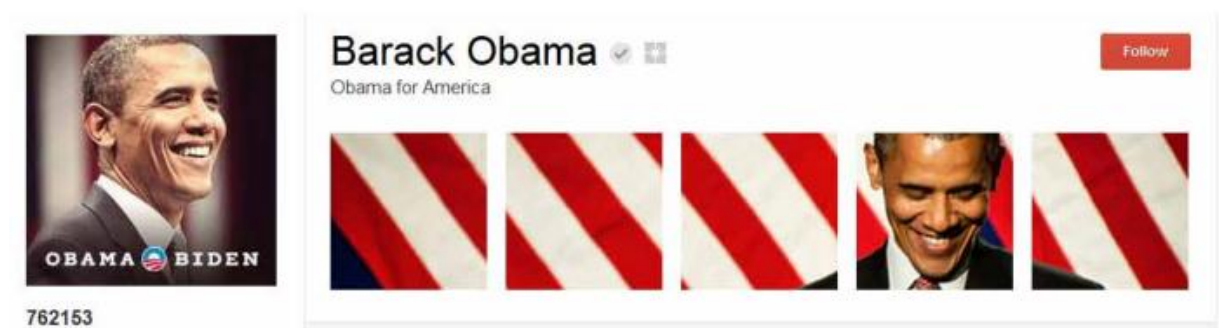 OBAMA BIDEN
762153
Barack Obama
Obama for America
Follow